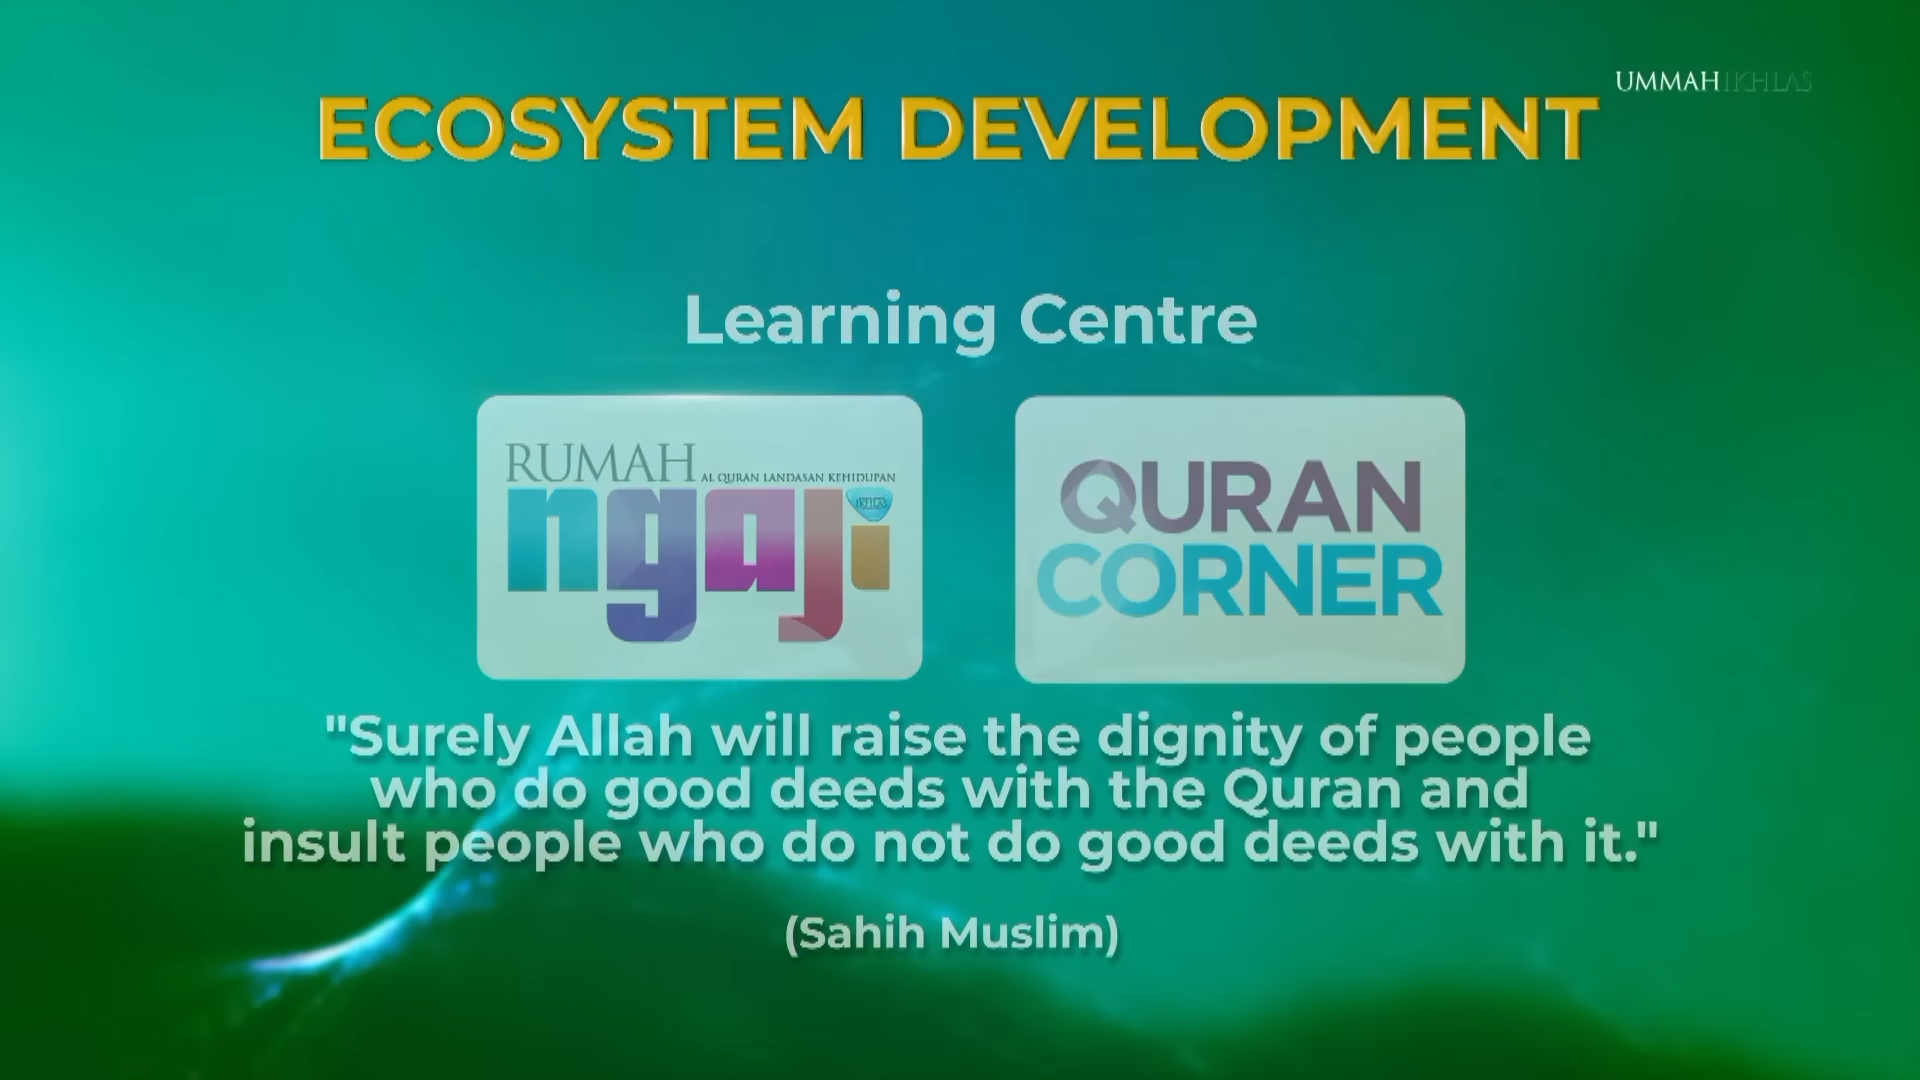 UMMAHIKHLAS
ECOSYSTEM DEVELOPMENT
Learning Centre
RUMAH
AL QURAN LANDASAN KEHIDUPAN
IKHLAS
ngaji
QURAN
CORNER
"Surely Allah will raise the dignity of people
who do good deeds with the Quran and
insult people who do not do good deeds with it."
(Sahih Muslim)